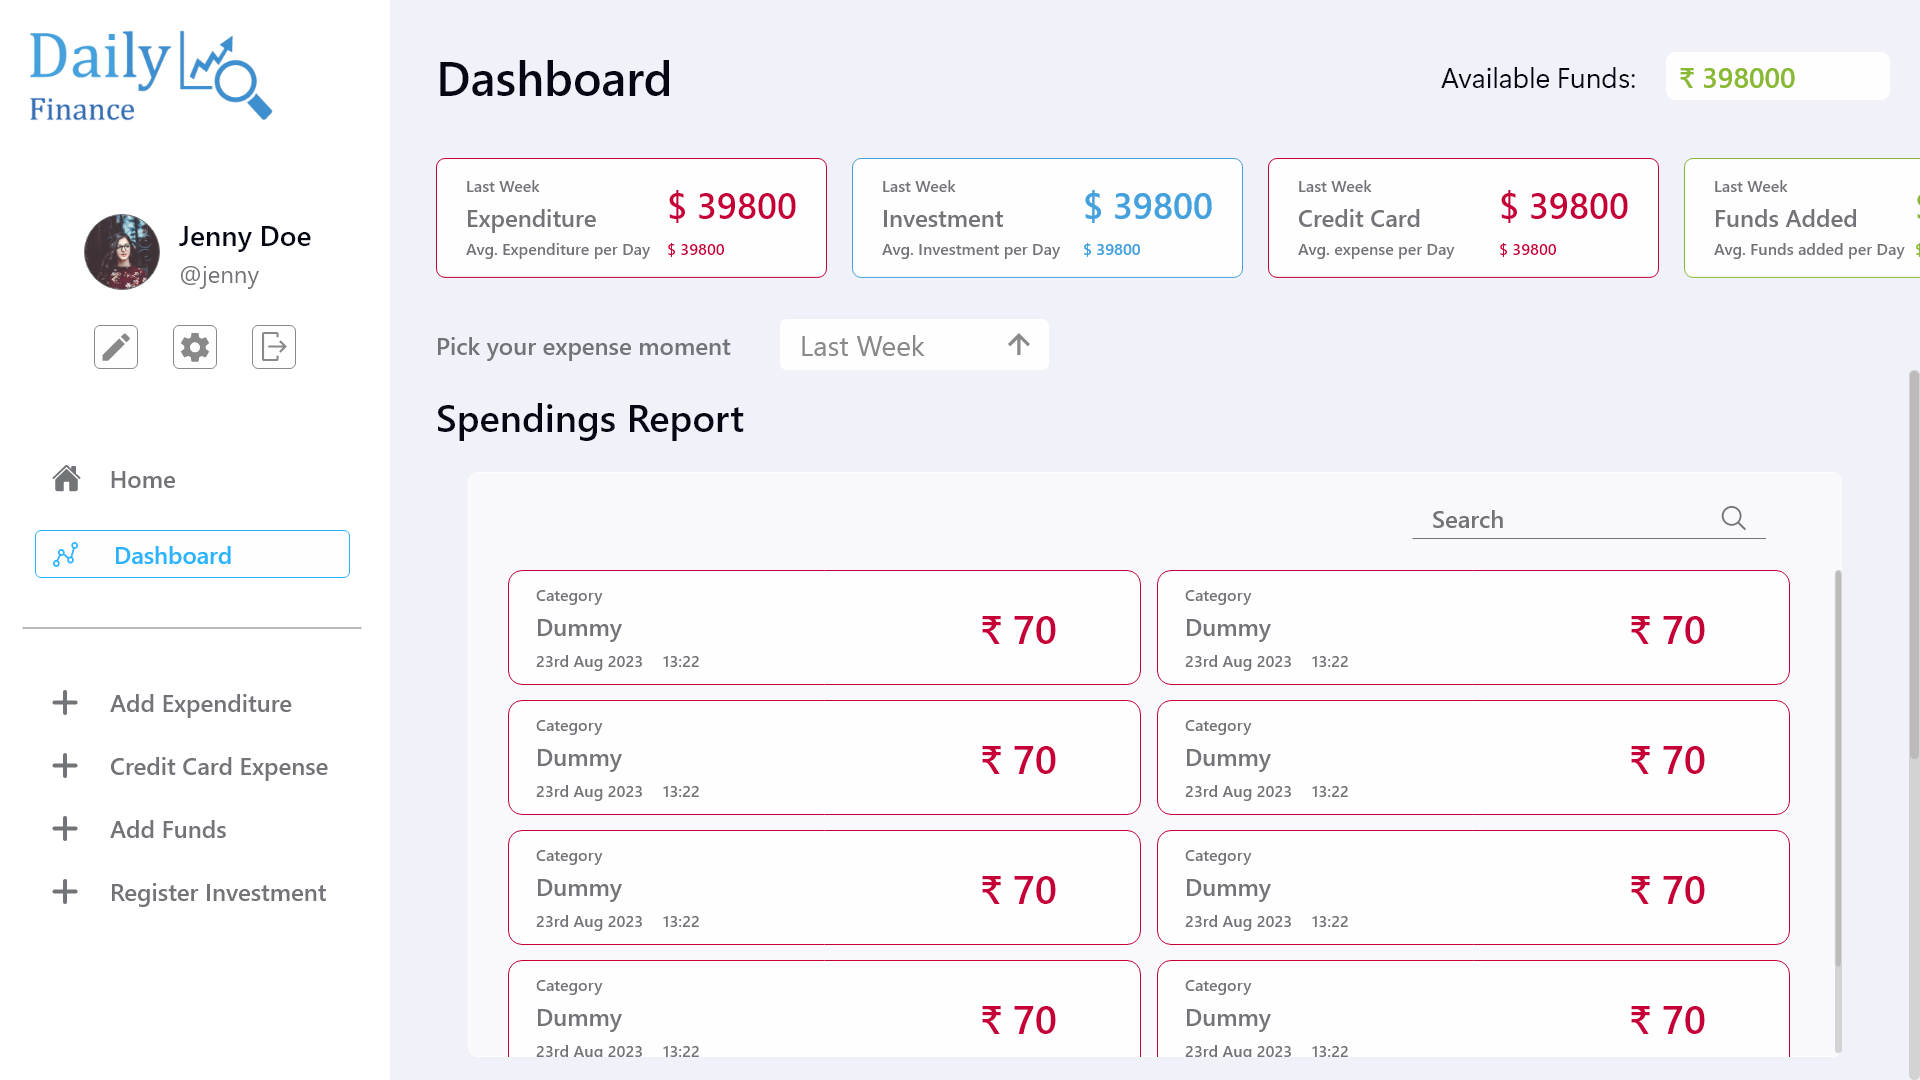 Daily
Finance
Jenny Doe
@jenny
Home
Dashboard
Add Expenditure
Credit Card Expense
Add Funds
Register Investment
Dashboard
Available Funds: ₹ 398000
Last Week
Expenditure
$ 39800
Avg. Expenditure per Day $ 39800
Last Week
Investment
$ 39800
Avg. Investment per Day $ 39800
Last Week
Credit Card
$ 39800
Avg. expense per Day $ 39800
Last Week
Funds Added
Avg. Funds added per Day
Pick your expense moment Last Week
Spendings Report
Search
Category
Dummy
₹ 70
23rd Aug 2023 13:22
Category
Dummy
₹ 70
23rd Aug 2023 13:22
Category
Dummy
₹ 70
23rd Aug 2023 13:22
Category
Dummy
₹ 70
23rd Aug 2023 13:22
Category
Dummy
₹ 70
23rd Aug 2023 13:22
Category
Dummy
₹ 70
23rd Aug 2023 13:22
Category
Dummy
₹ 70
23rd Aug 2023 13:22
Category
Dummy
₹ 70
23rd Aug 2023 13:22